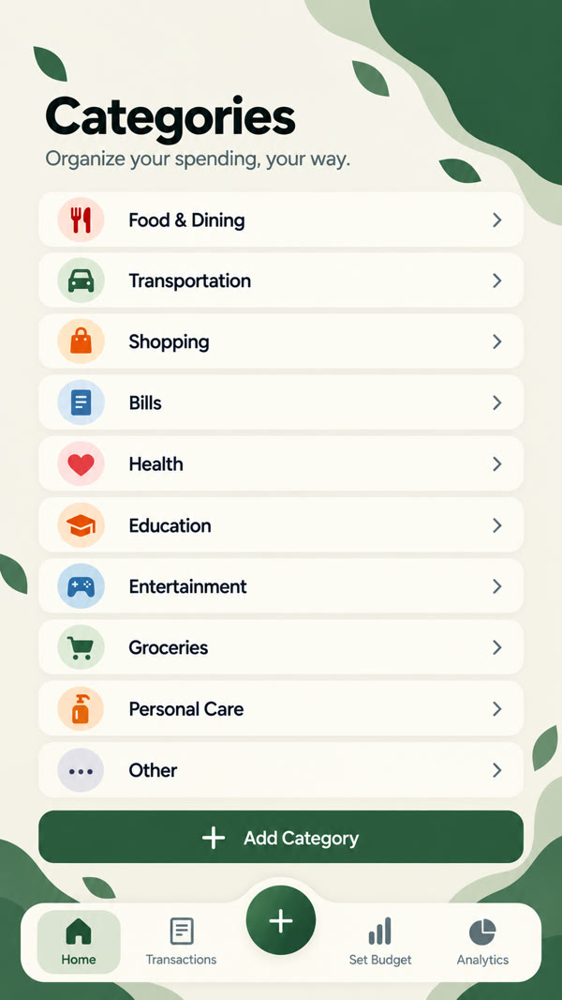 Categories
Organize your spending, your way.
Food & Dining
Transportation
Shopping
Bills
Health
Education
Entertainment
Groceries
Personal Care
Other
Add Category
Home
Transactions
Set Budget
Analytics